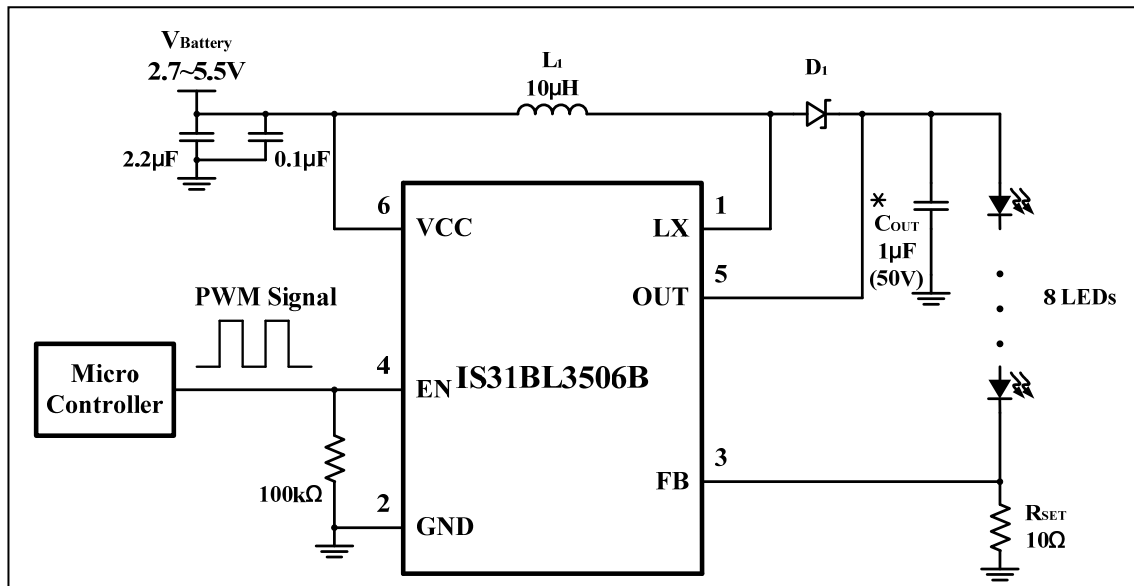 VBattery
2.7~5.5V
L1
10µH
D1
2.2µF
0.1µF
6
VCC
LX
1
*
COUT
1µF
(50V)
5
OUT
8 LEDs
PWM Signal
Micro
Controller
4
EN
IS31BL3506B
3
FB
100kΩ
2
GND
RSET
10Ω